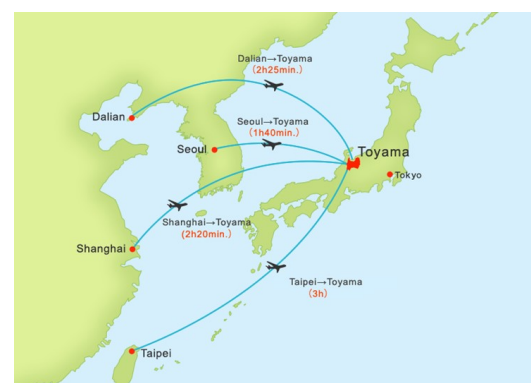 Dalian→Toyama
(2h25min.)
Dalian
Seoul→Toyama
(1h40min.)
Seoul
Toyama
Tokyo
Shanghai→Toyama
(2h20min.)
Shanghai
Taipei→Toyama
(3h)
Taipei